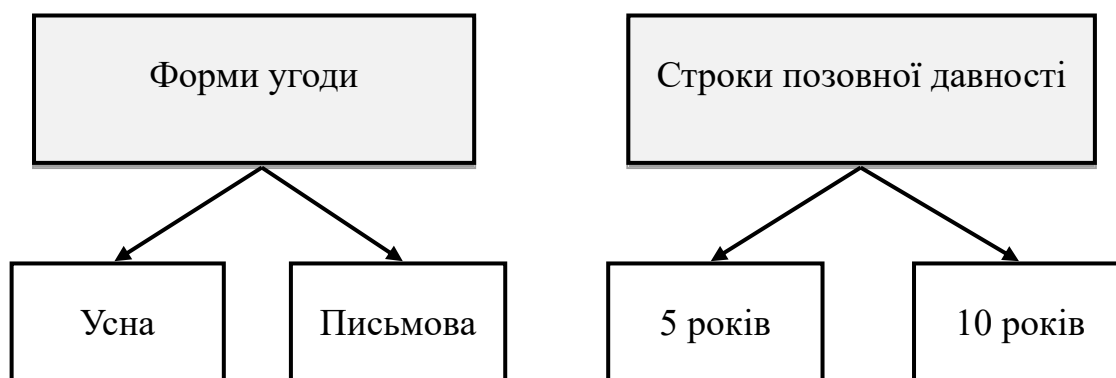 Форми угоди
Строки позовної давності
Усна
Письмова
5 років
10 років